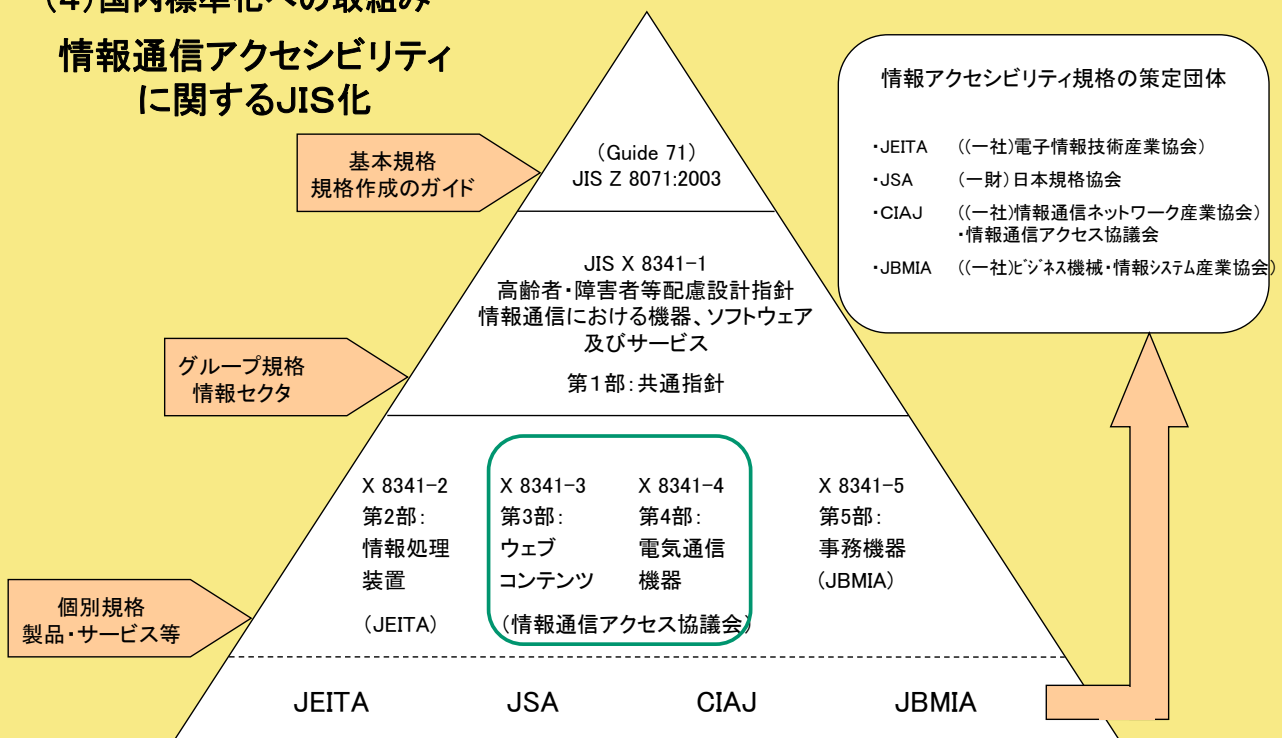 (4)国内標準化への取組み
情報通信アクセシビリティ
に関するJIS化
情報アクセシビリティ規格の策定団体
・JEITA ((一社)電子情報技術産業協会)
・JSA (一財)日本規格協会
・CIAJ ((一社)情報通信ネットワーク産業協会)
・情報通信アクセス協議会
・JBMIA ((一社)ビジネス機械・情報システム産業協会)
基本規格
規格作成のガイド
(Guide 71)
JIS Z 8071:2003
グループ規格
情報セクタ
JIS X 8341-1
高齢者・障害者等配慮設計指針
情報通信における機器、ソフトウェア
及びサービス
第1部:共通指針
個別規格
製品・サービス等
X 8341-2
第2部:
情報処理
装置
(JEITA)
X 8341-3
第3部:
ウェブ
コンテンツ
X 8341-4
第4部:
電気通信
機器
(情報通信アクセス協議会)
X 8341-5
第5部:
事務機器
(JBMIA)
JEITA JSA CIAJ JBMIA